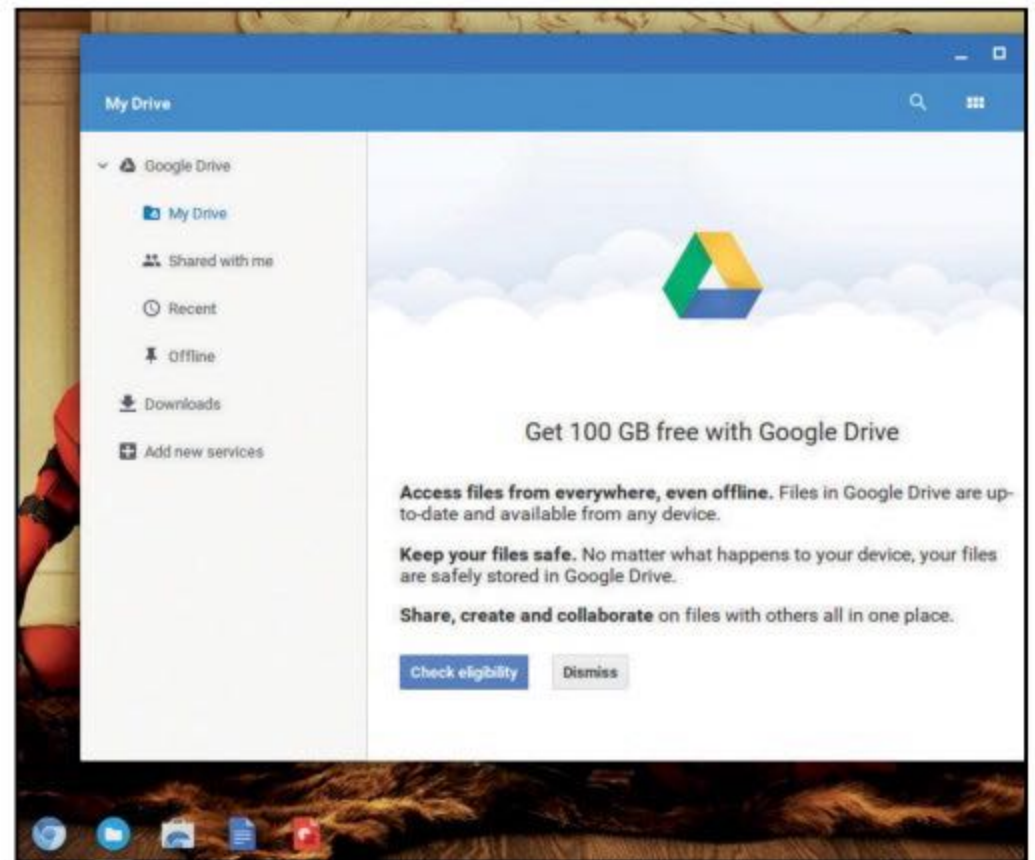 My Drive
Google Drive
My Drive
Shared with me
Recent
Offline
Downloads
Add new services
Get 100 GB free with Google Drive
Access files from everywhere, even offline. Files in Google Drive are up-
to-date and available from any device.
Keep your files safe. No matter what happens to your device, your files
are safely stored in Google Drive.
Share, create and collaborate on files with others all in one place.
Check eligibility
Dismiss